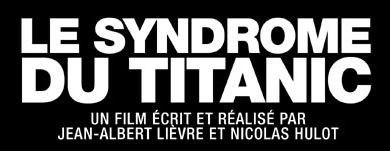 LE SYNDROME
DU TITANIC
UN FILM ÉCRIT ET RÉALISÉ PAR
JEAN-ALBERT LIÈVRE ET NICOLAS HULOT